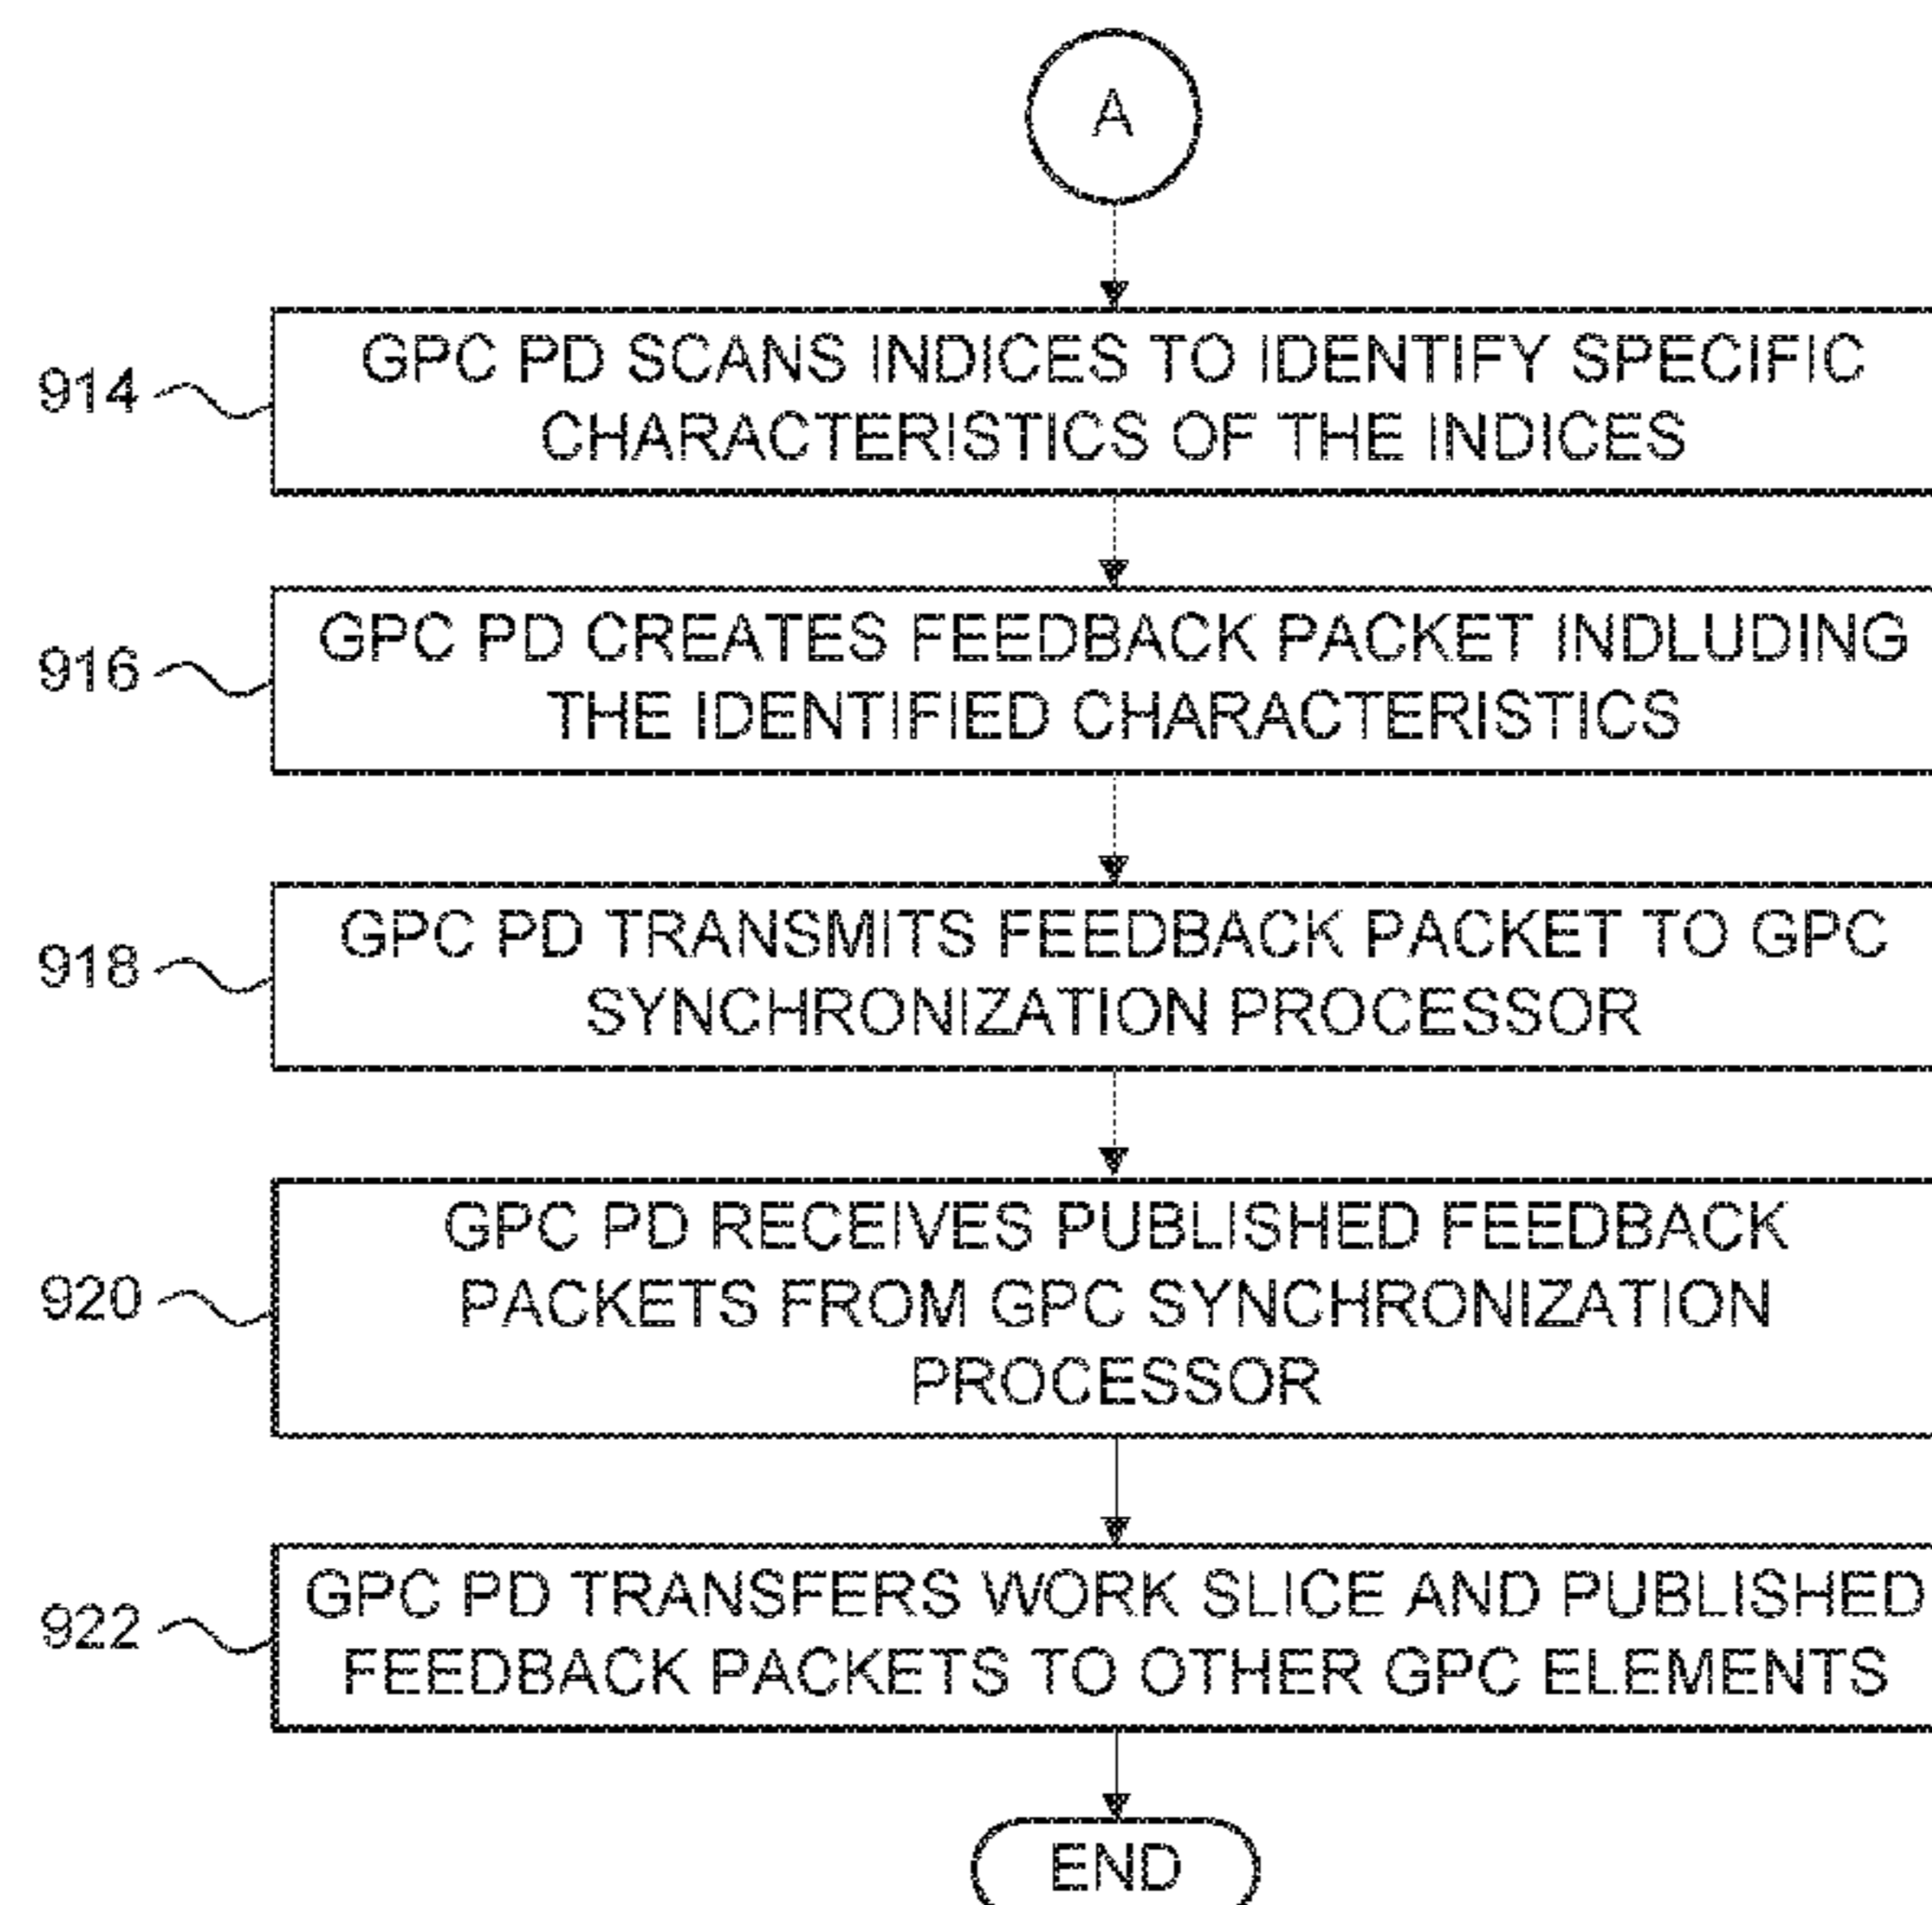 A
914
GPC PD SCANS INDICES TO IDENTIFY SPECIFIC
CHARACTERISTICS OF THE INDICES
916
GPC PD CREATES FEEDBACK PACKET INDLUDING
THE IDENTIFIED CHARACTERISTICS
918
GPC PD TRANSMITS FEEDBACK PACKET TO GPC
SYNCHRONIZATION PROCESSOR
920
GPC PD RECEIVES PUBLISHED FEEDBACK
PACKETS FROM GPC SYNCHRONIZATION
PROCESSOR
922
GPC PD TRANSFERS WORK SLICE AND PUBLISHED
FEEDBACK PACKETS TO OTHER GPC ELEMENTS
END